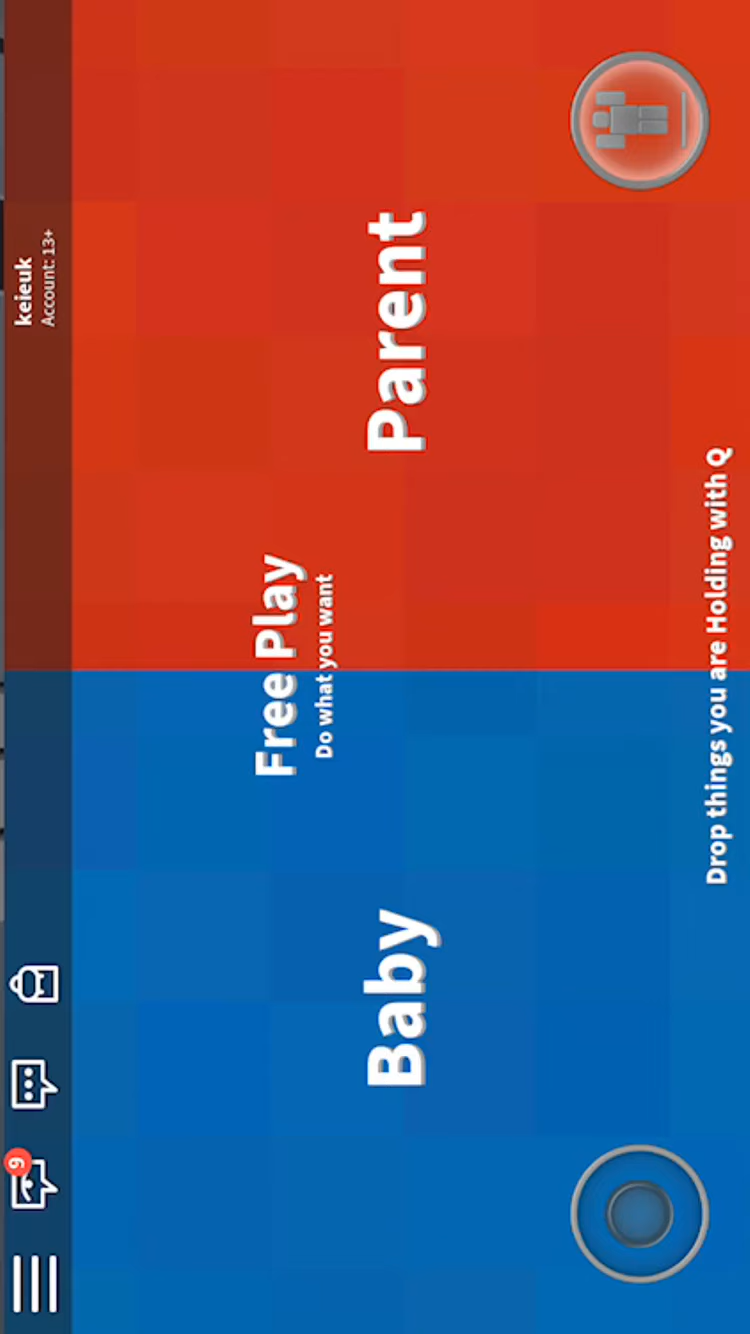 9
keieuk
Account: 13+
Free Play
Do what you want
Baby
Parent
Drop things you are Holding with Q